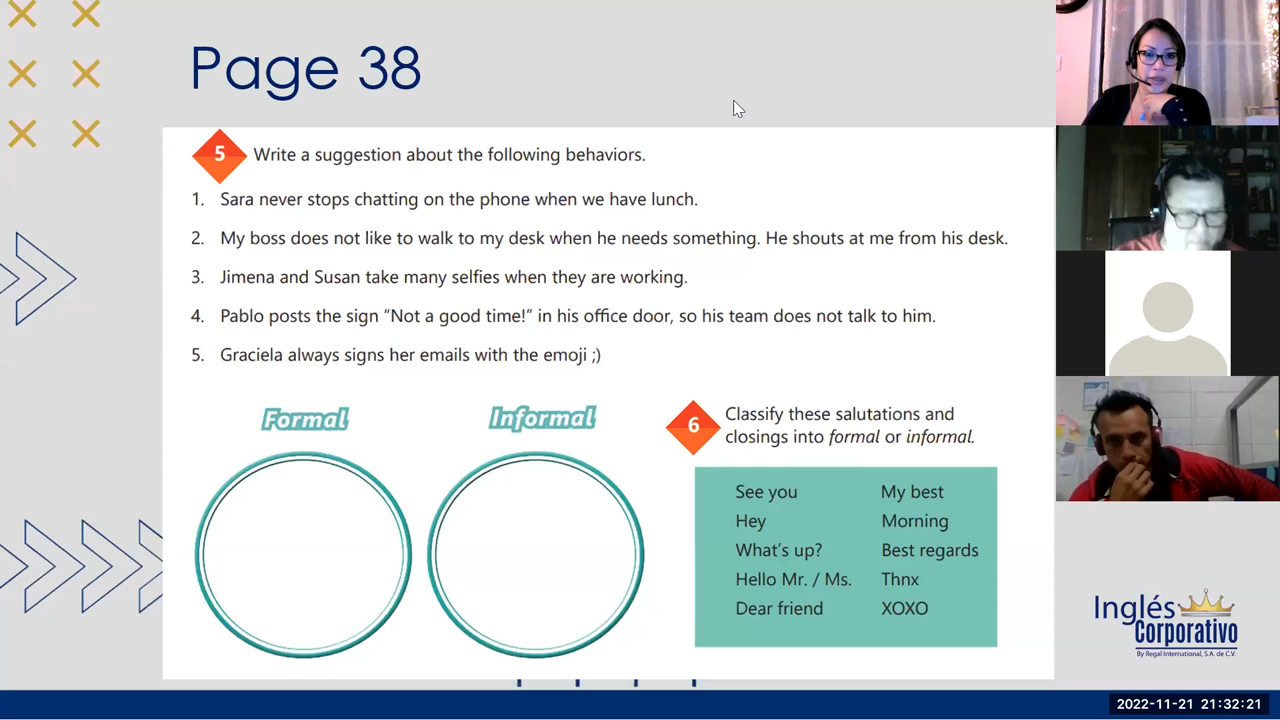 Page 38
5 Write a suggestion about the following behaviors.
1. Sara never stops chatting on the phone when we have lunch.
2. My boss does not like to walk to my desk when he needs something. He shouts at me from his desk.
3. Jimena and Susan take many selfies when they are working.
4. Pablo posts the sign “Not a good time!” in his office door, so his team does not talk to him.
5. Graciela always signs her emails with the emoji ;)
Formal
Informal
6 Classify these salutations and
closings into formal or informal.
See you
Hey
What’s up?
Hello Mr. / Ms.
Dear friend
My best
Morning
Best regards
Thnx
XOXO
Inglés
Corporativo
By Regal International, S.A. de C.V.
2022-11-21 21:32:21